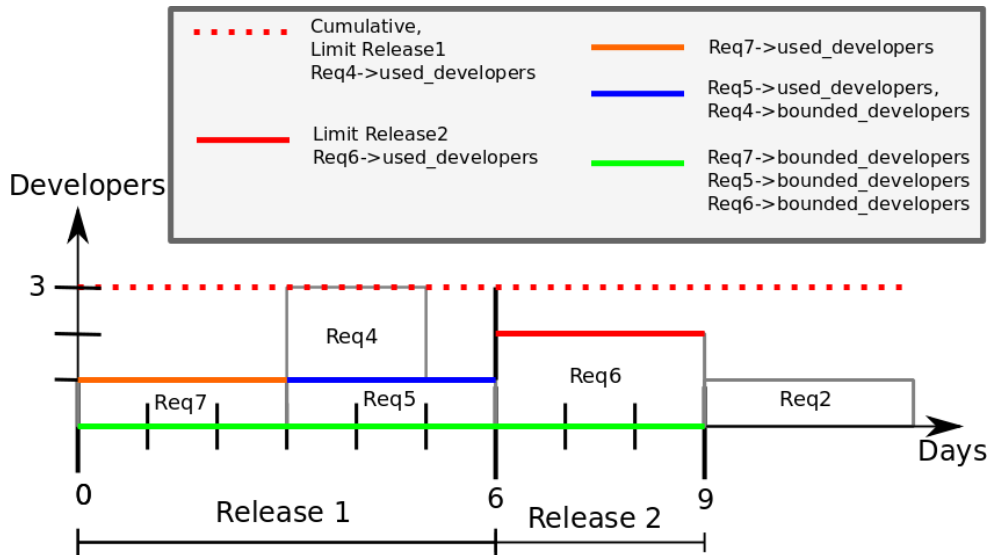 Cumulative,
Limit Release1
Req4->used_developers
Limit Release2
Req6->used_developers
Req7->used_developers
Req5->used_developers,
Req4->bounded_developers
Req7->bounded_developers
Req5->bounded_developers
Req6->bounded_developers
Developers
3
Req4
Req6
Req7
Req5
Req2
Days
0
6
9
Release 1
Release 2